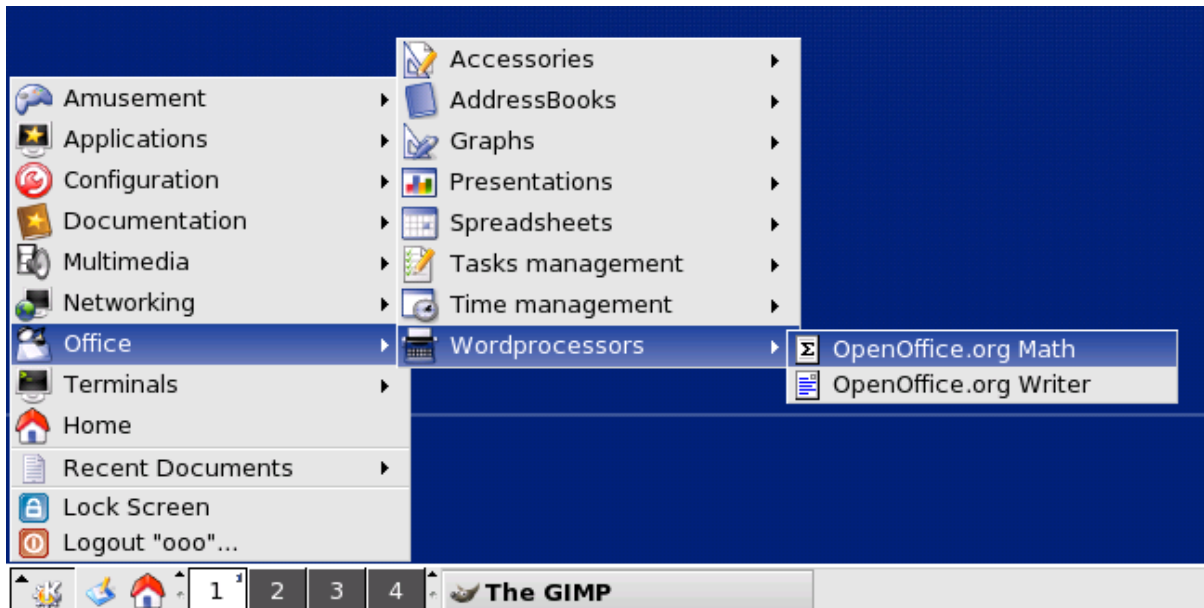 Amusement
Applications
Configuration
Documentation
Multimedia
Networking
Office
Terminals
Home
Recent Documents
Lock Screen
Logout "ooo"...
Accessories
AddressBooks
Graphs
Presentations
Spreadsheets
Tasks management
Time management
Wordprocessors
OpenOffice.org Math
OpenOffice.org Writer
1 2 3 4 The GIMP